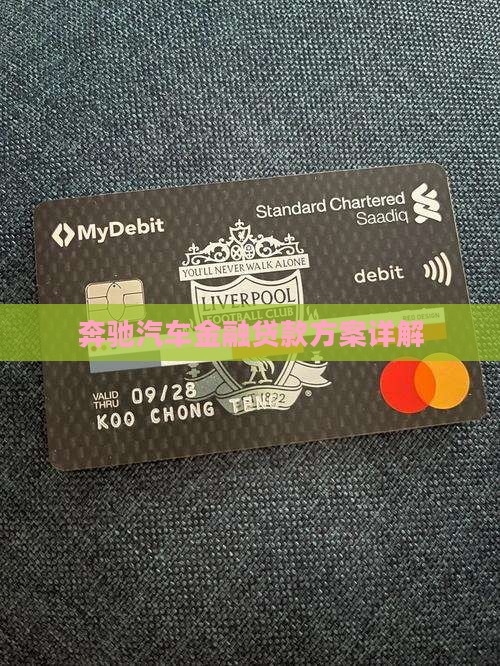 MyDebit
Standard Chartered
Saadiq
YOU'LL NEVER WALK ALONE
debit
LIVERPOOL
FOOTBALL CLUB
奔驰汽车金融贷款方案详解
VALID
THRU
09/28
KOO CHONG
1892